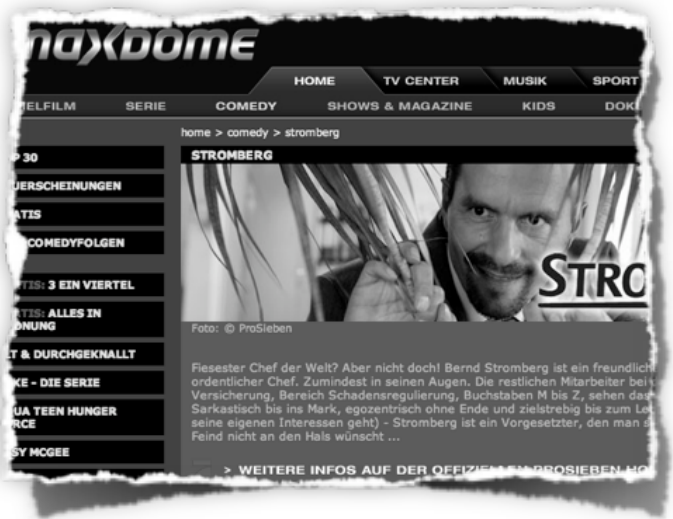 maxdome
HOME TV CENTER MUSIK SPORT
ELFILM SERIE COMEDY SHOWS & MAGAZINE KIDS DOK
home > comedy > stromberg
P 30
UERSCHEINUNGEN
ATIS
COMEDYFOLGEN
TIS: 3 EIN VIERTEL
TIS: ALLES IN
DNUNG
T & DURCHGEKNALLT
KE - DIE SERIE
UA TEEN HUNGER
RCE
SY MCGEE
STROMBERG
STRO
Foto: © ProSieben
Fiesester Chef der Welt? Aber nicht doch! Bernd Stromberg ist ein freundlich
ordentlicher Chef. Zumindest in seinen Augen. Die restlichen Mitarbeiter bei
Versicherung, Bereich Schadensregulierung, Buchstaben M bis Z, sehen das
Sarkastisch bis ins Mark, egozentrisch ohne Ende und zielstrebig bis zum Le
seine eigenen Interessen geht) - Stromberg ist ein Vorgesetzter, den man s
Feind nicht an den Hals wünscht ...
> WEITERE INFOS AUF DER OFFIZIELLEN PROSIEBEN HO